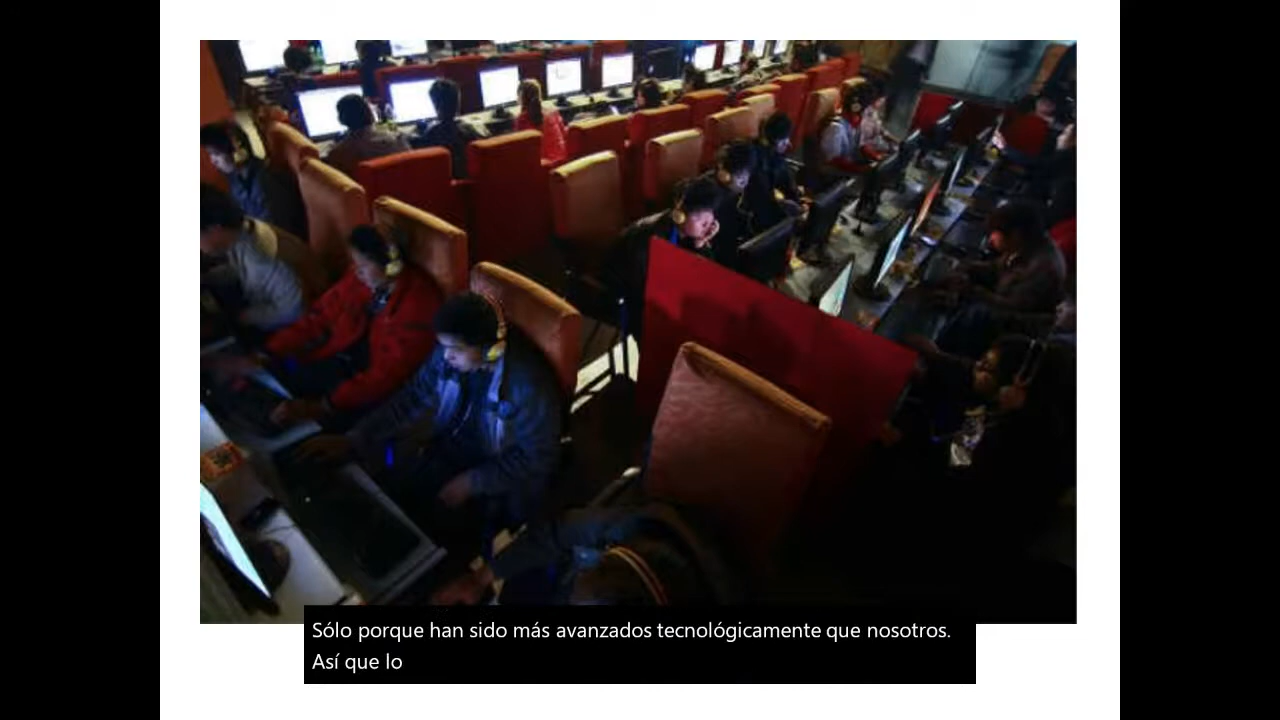 Sólo porque han sido más avanzados tecnológicamente que nosotros.
Así que lo